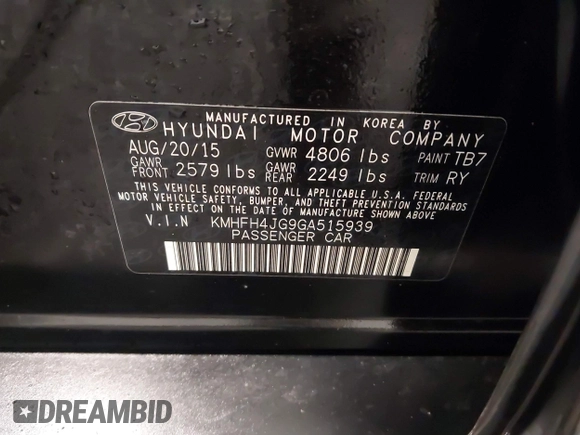 MANUFACTURED IN KOREA BY
HYUNDAI MOTOR COMPANY
AUG/20/15 GVWR 4806 lbs PAINT TB7
GAWR FRONT 2579 lbs GAWR REAR 2249 lbs TRIM RY
THIS VEHICLE CONFORMS TO ALL APPLICABLE U.S.A. FEDERAL
MOTOR VEHICLE SAFETY, BUMPER, AND THEFT PREVENTION STANDARDS
IN EFFECT ON THE DATE OF MANUFACTURE SHOWN ABOVE.
V.I.N KMHFH4JG9GA515939
PASSENGER CAR
DREAMBID